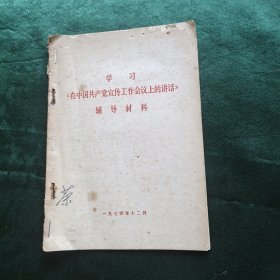 学习
《在中国共产党宣传工作会议上的讲话》
辅导材料
一九七四年十二月